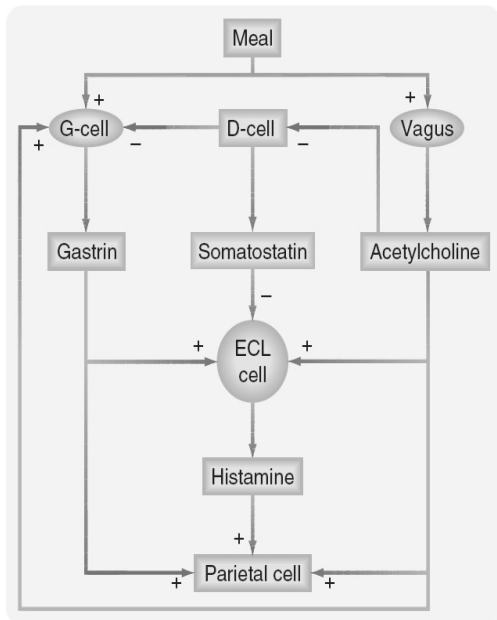 Meal
+
+
G-cell
D-cell
Vagus
+
−
−
Gastrin
Somatostatin
Acetylcholine
−
+
ECL
cell
+
Histamine
+
Parietal cell
+
+